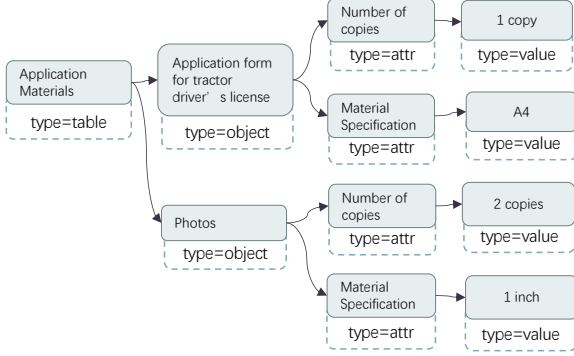 Number of
copies
type=attr
1 copy
type=value
Application form
for tractor
driver’ s license
type=object
Application
Materials
type=table
Material
Specification
type=attr
A4
type=value
Photos
type=object
Number of
copies
type=attr
2 copies
type=value
Material
Specification
type=attr
1 inch
type=value